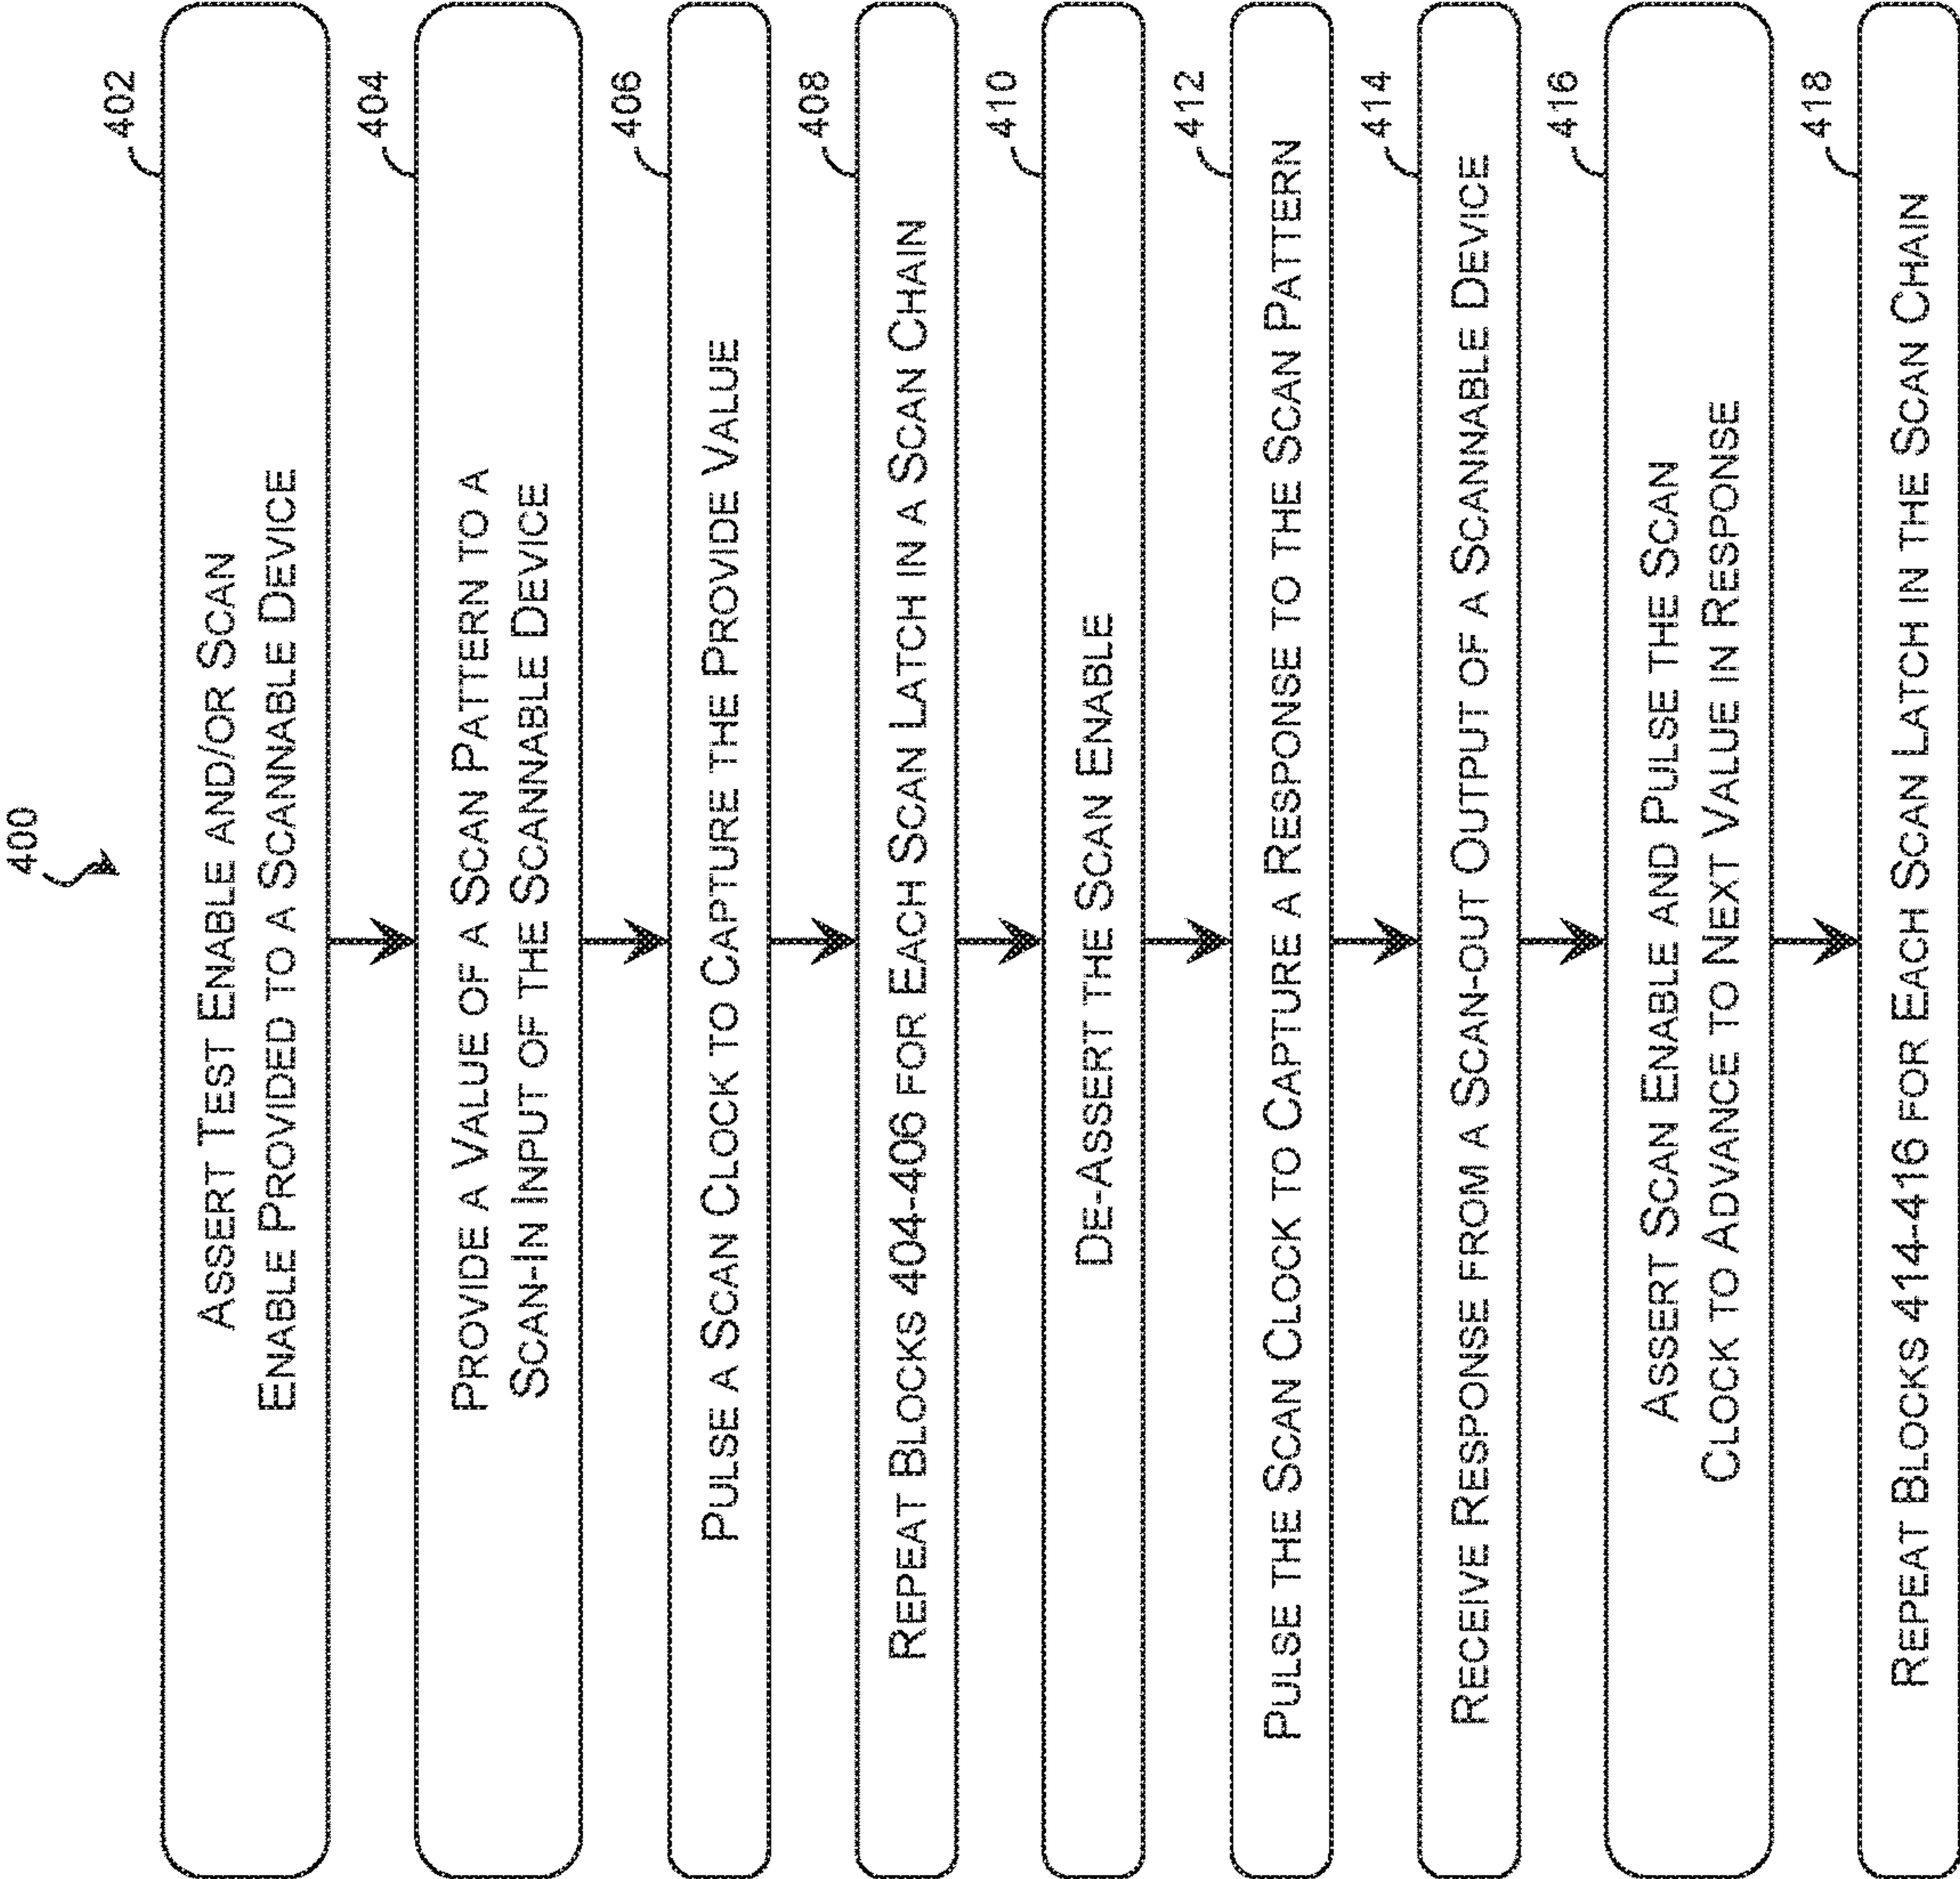 400
402
ASSERT TEST ENABLE AND/OR SCAN
ENABLE PROVIDED TO A SCANNABLE DEVICE
404
PROVIDE A VALUE OF A SCAN PATTERN TO A
SCAN-IN INPUT OF THE SCANNABLE DEVICE
406
PULSE A SCAN CLOCK TO CAPTURE THE PROVIDE VALUE
408
REPEAT BLOCKS 404-406 FOR EACH SCAN LATCH IN A SCAN CHAIN
410
DE-ASSERT THE SCAN ENABLE
412
PULSE THE SCAN CLOCK TO CAPTURE A RESPONSE TO THE SCAN PATTERN
414
RECEIVE RESPONSE FROM A SCAN-OUT OUTPUT OF A SCANNABLE DEVICE
416
ASSERT SCAN ENABLE AND PULSE THE SCAN
CLOCK TO ADVANCE TO NEXT VALUE IN RESPONSE
418
REPEAT BLOCKS 414-416 FOR EACH SCAN LATCH IN THE SCAN CHAIN